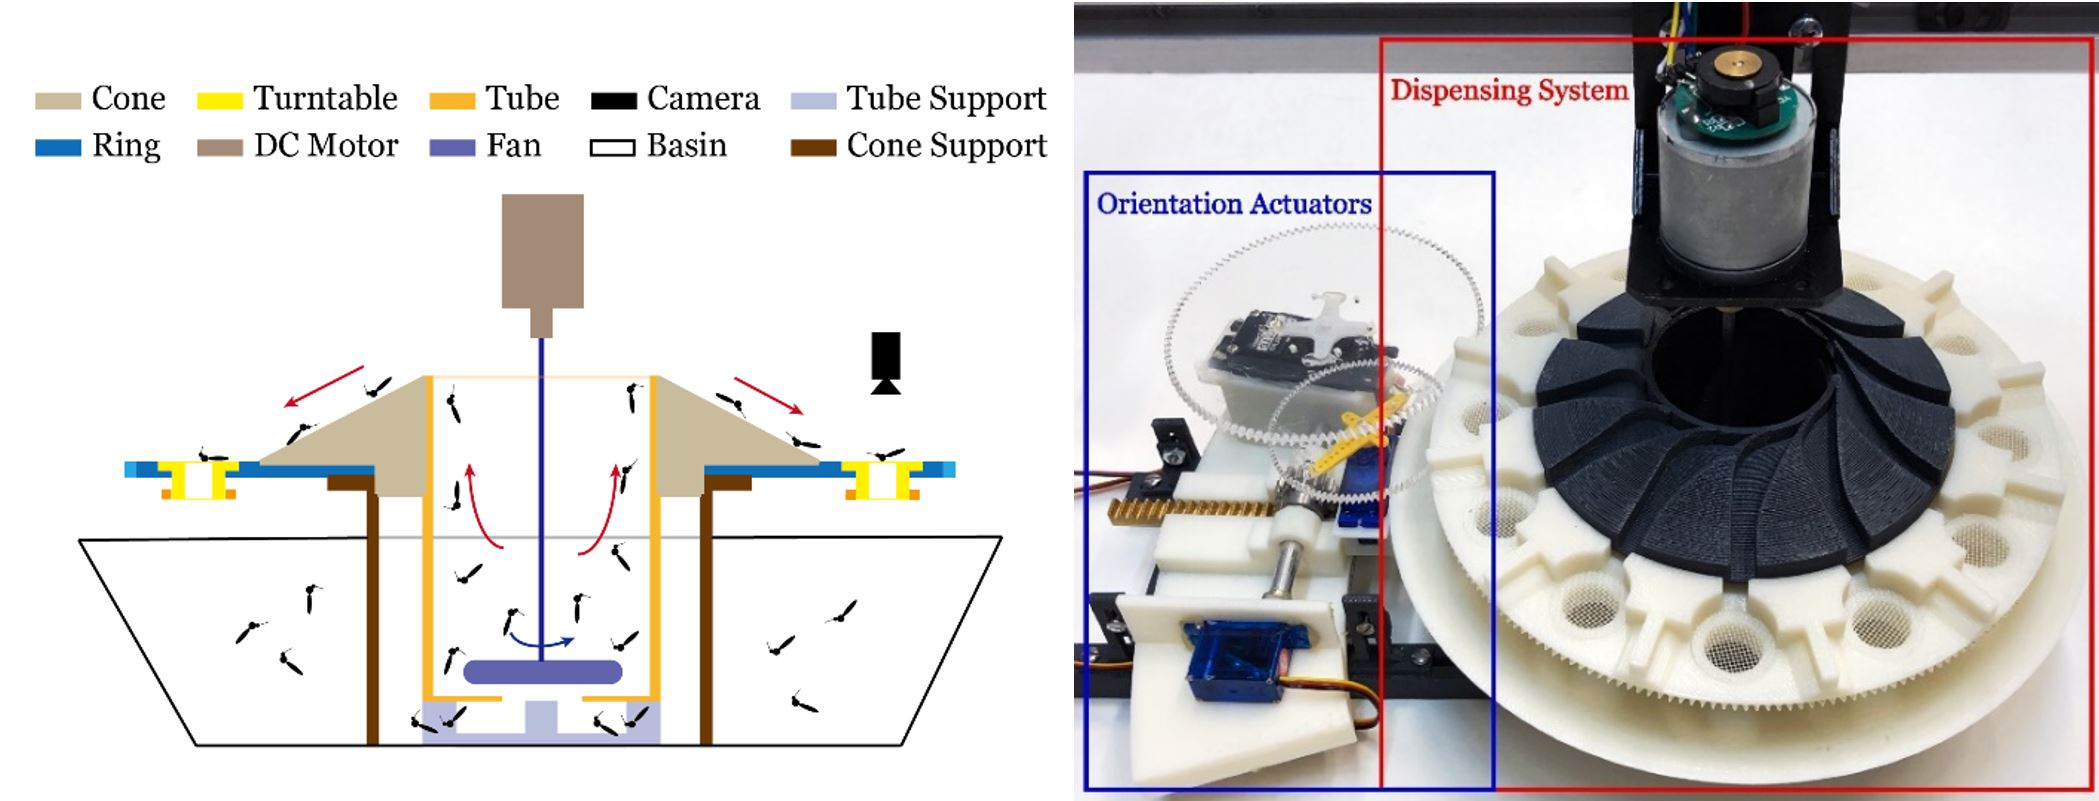 Cone Turntable Tube Camera Tube Support
Ring DC Motor Fan Basin Cone Support
Dispensing System
Orientation Actuators